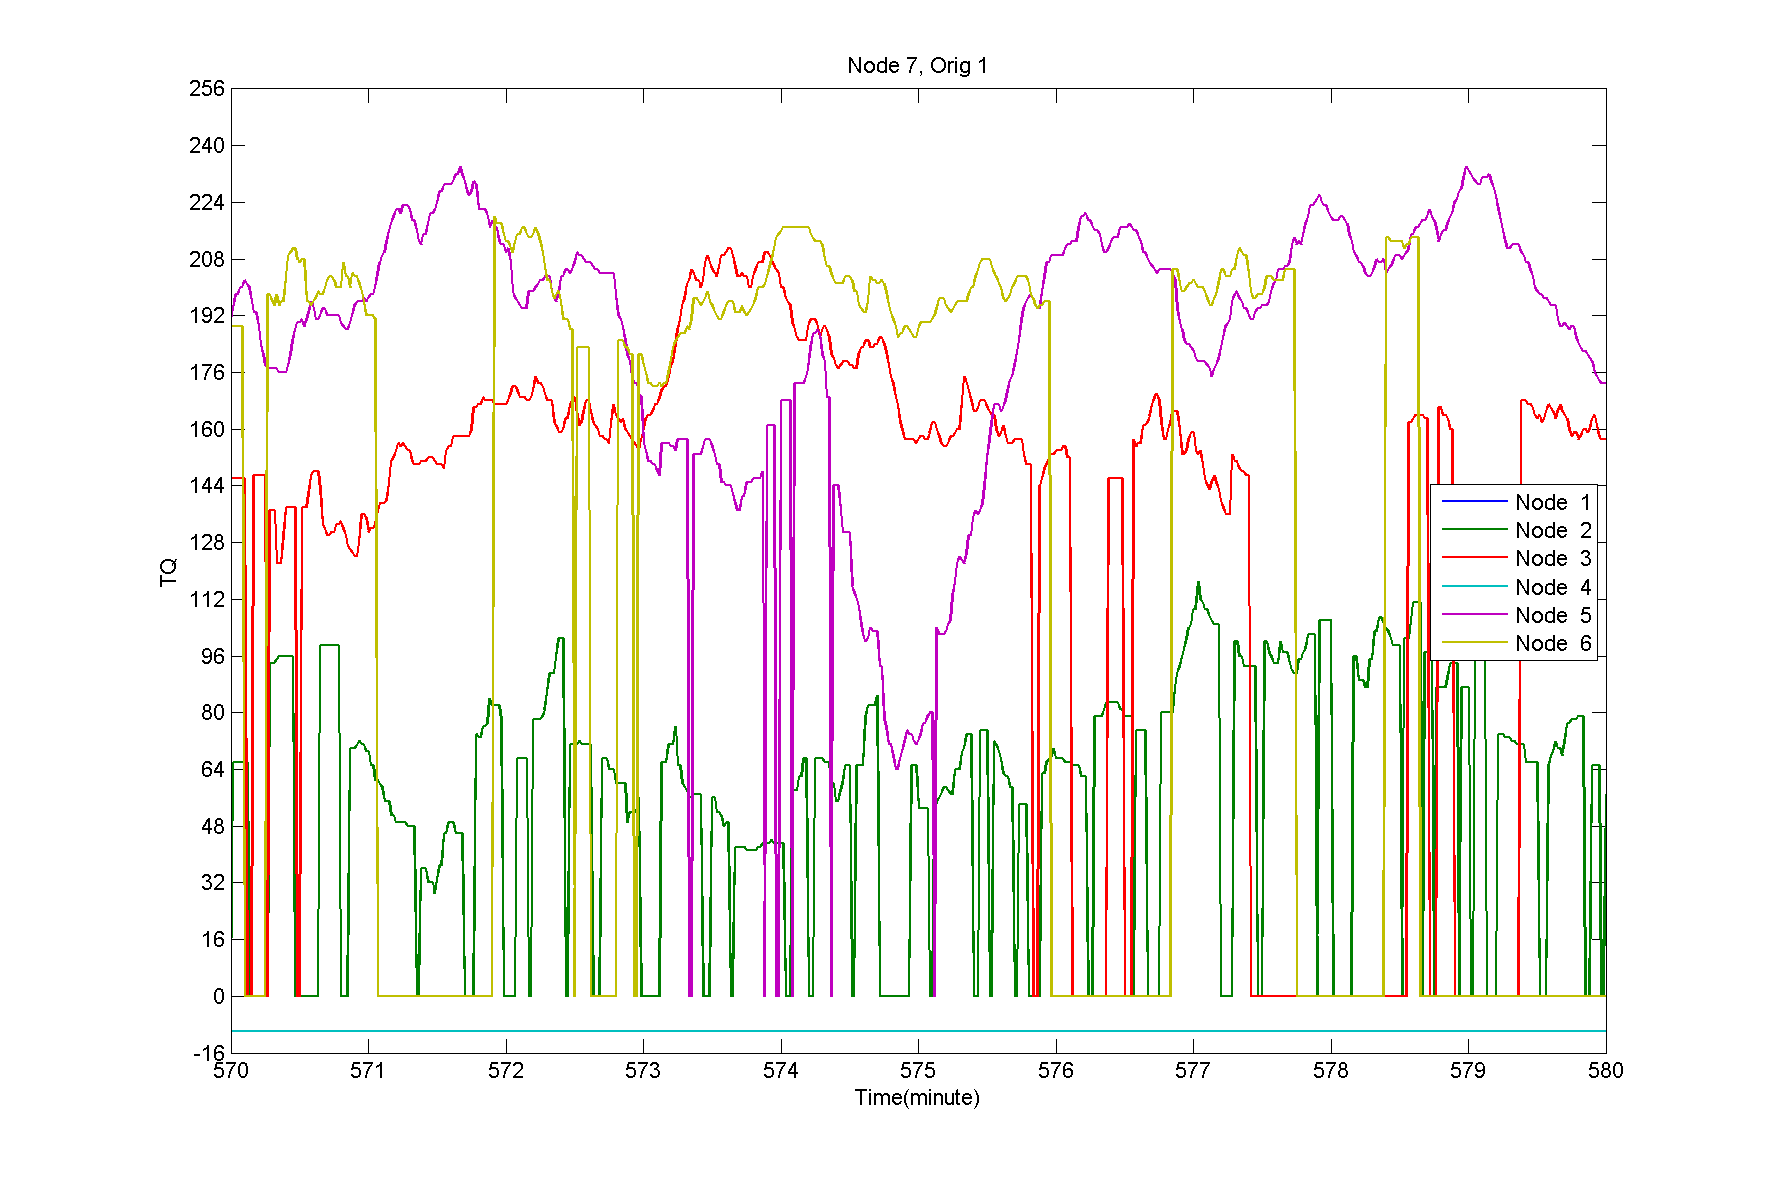 Node 7, Orig 1
256
240
224
208
192
176
160
144
128
112
96
80
64
48
32
16
0
-16
TQ
Node 1
Node 2
Node 3
Node 4
Node 5
Node 6
570 571 572 573 574 575 576 577 578 579 580
Time(minute)